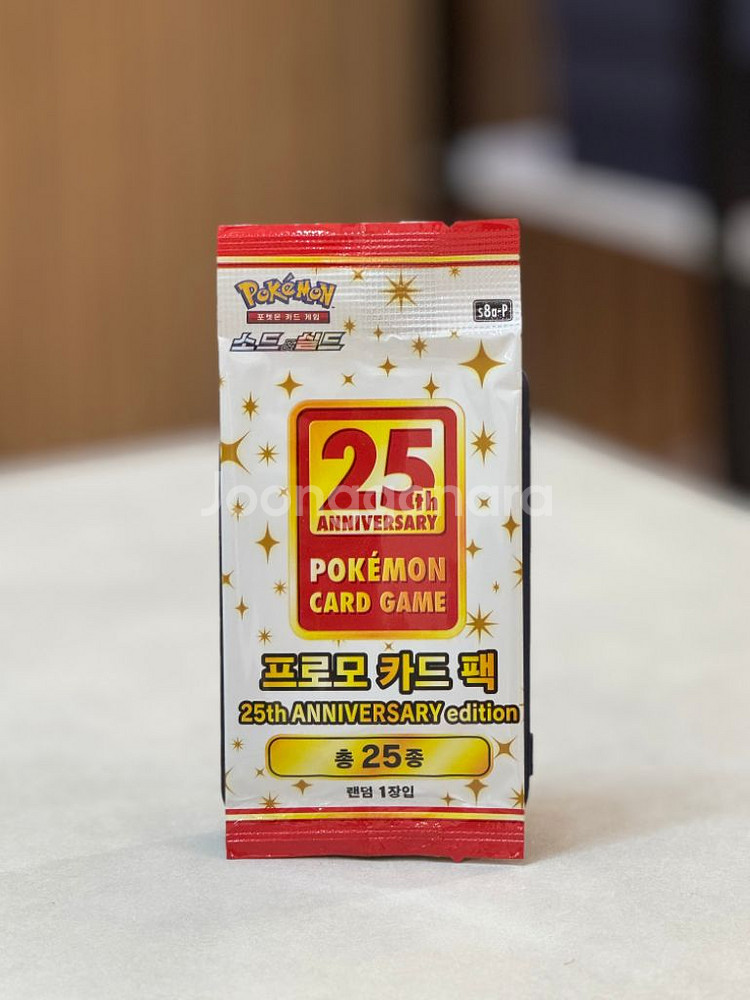 POKéMON
포켓몬 카드 게임
소드&실드
s8a-P
25th
ANNIVERSARY
POKÉMON
CARD GAME
Joonggonara
프로모 카드 팩
25th ANNIVERSARY edition
총 25종
랜덤 1장입